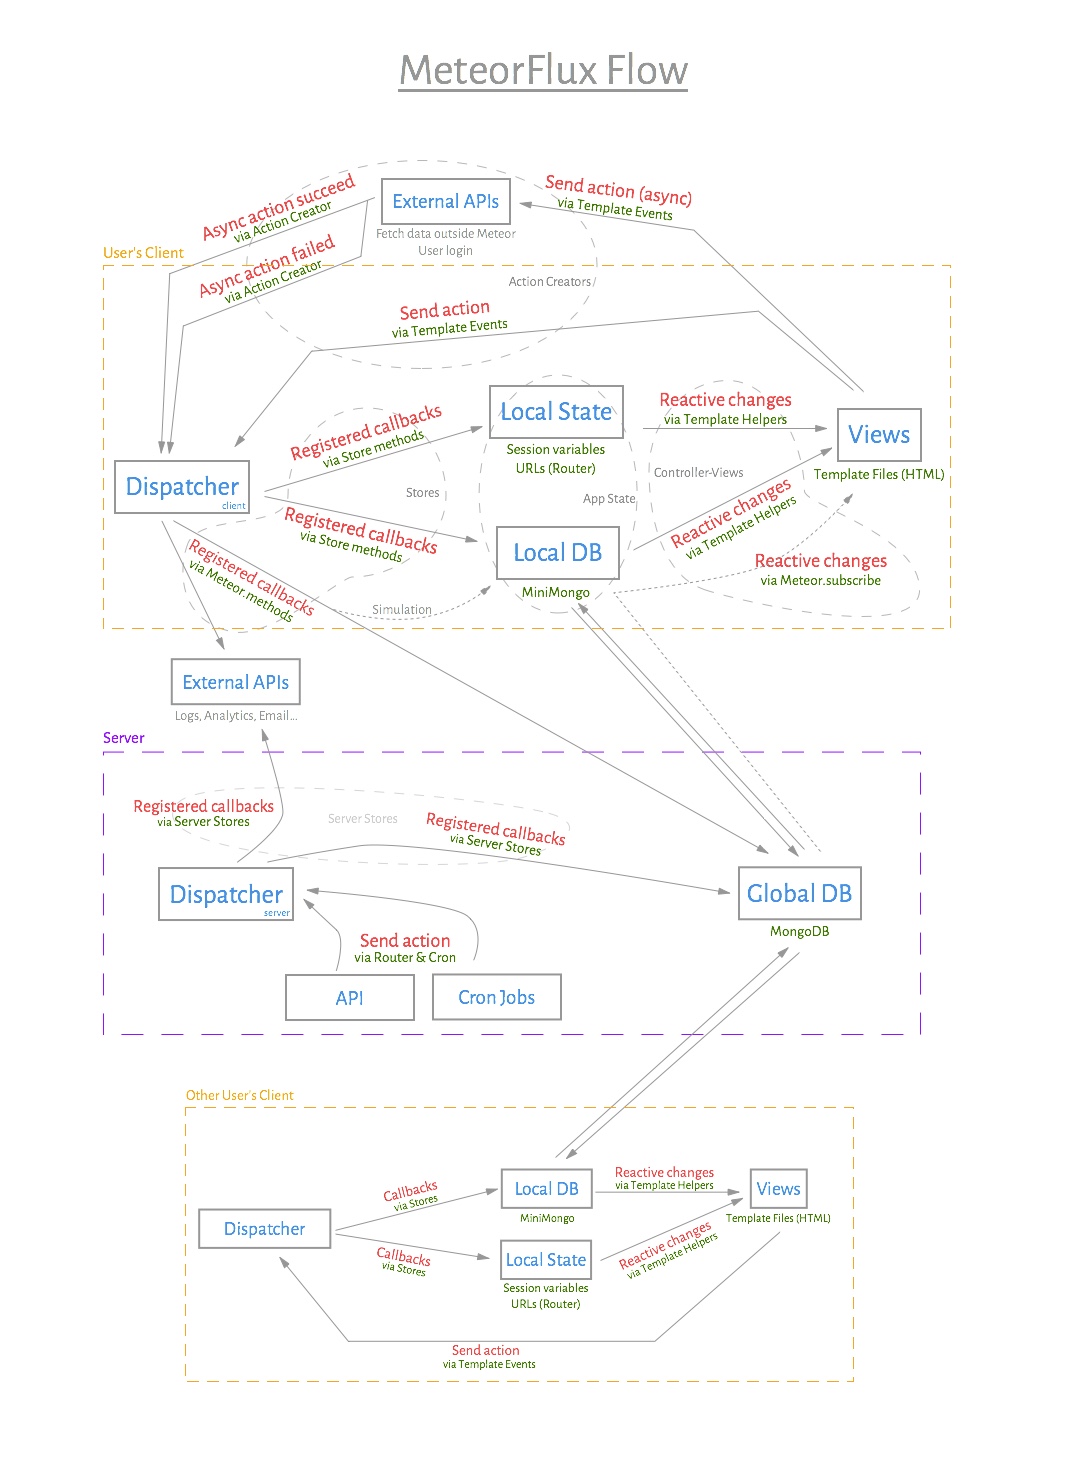 MeteorFlux Flow
Async action succeed
via Action Creator
External APIs
Fetch data outside Meteor
User login
Send action (async)
via Template Events
Async action failed
via Action Creator
User's Client
Action Creators
Send action
via Template Events
Registered callbacks
via Store methods
Local State
Session variables
URLs (Router)
Reactive changes
via Template Helpers
Views
Template Files (HTML)
Dispatcher
client
Stores
App State
Controller-Views
Registered callbacks
via Store methods
Local DB
MiniMongo
Reactive changes
via Template Helpers
Reactive changes
via Meteor.subscribe
Registered callbacks
via Meteor.methods
Simulation
External APIs
Logs, Analytics, Email...
Server
Registered callbacks
via Server Stores
Server Stores
Registered callbacks
via Server Stores
Dispatcher
server
Global DB
MongoDB
Send action
via Router & Cron
API
Cron Jobs
Other User's Client
Callbacks
via Stores
Local DB
MiniMongo
Reactive changes
via Template Helpers
Views
Template Files (HTML)
Dispatcher
Callbacks
via Stores
Local State
Session variables
URLs (Router)
Reactive changes
via Template Helpers
Send action
via Template Events